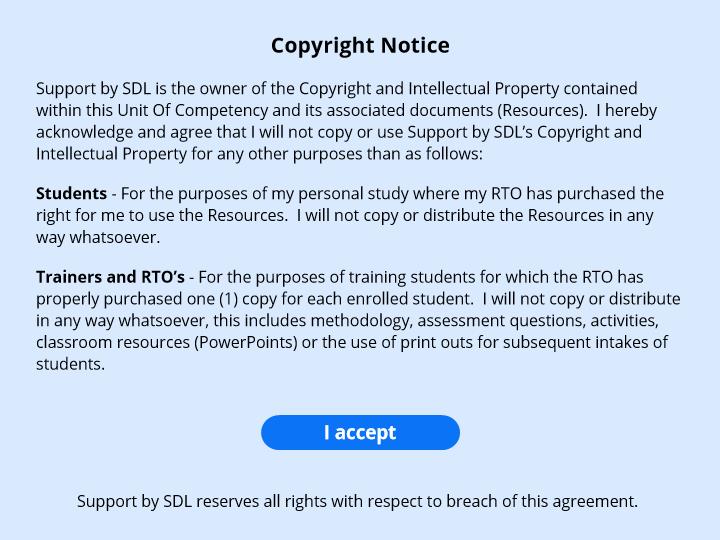 Copyright Notice
Support by SDL is the owner of the Copyright and Intellectual Property contained
within this Unit Of Competency and its associated documents (Resources).  I hereby
acknowledge and agree that I will not copy or use Support by SDL’s Copyright and
Intellectual Property for any other purposes than as follows:
Students - For the purposes of my personal study where my RTO has purchased the
right for me to use the Resources.  I will not copy or distribute the Resources in any
way whatsoever.
Trainers and RTO’s - For the purposes of training students for which the RTO has
properly purchased one (1) copy for each enrolled student.  I will not copy or distribute
in any way whatsoever, this includes methodology, assessment questions, activities,
classroom resources (PowerPoints) or the use of print outs for subsequent intakes of
students.
I accept
Support by SDL reserves all rights with respect to breach of this agreement.